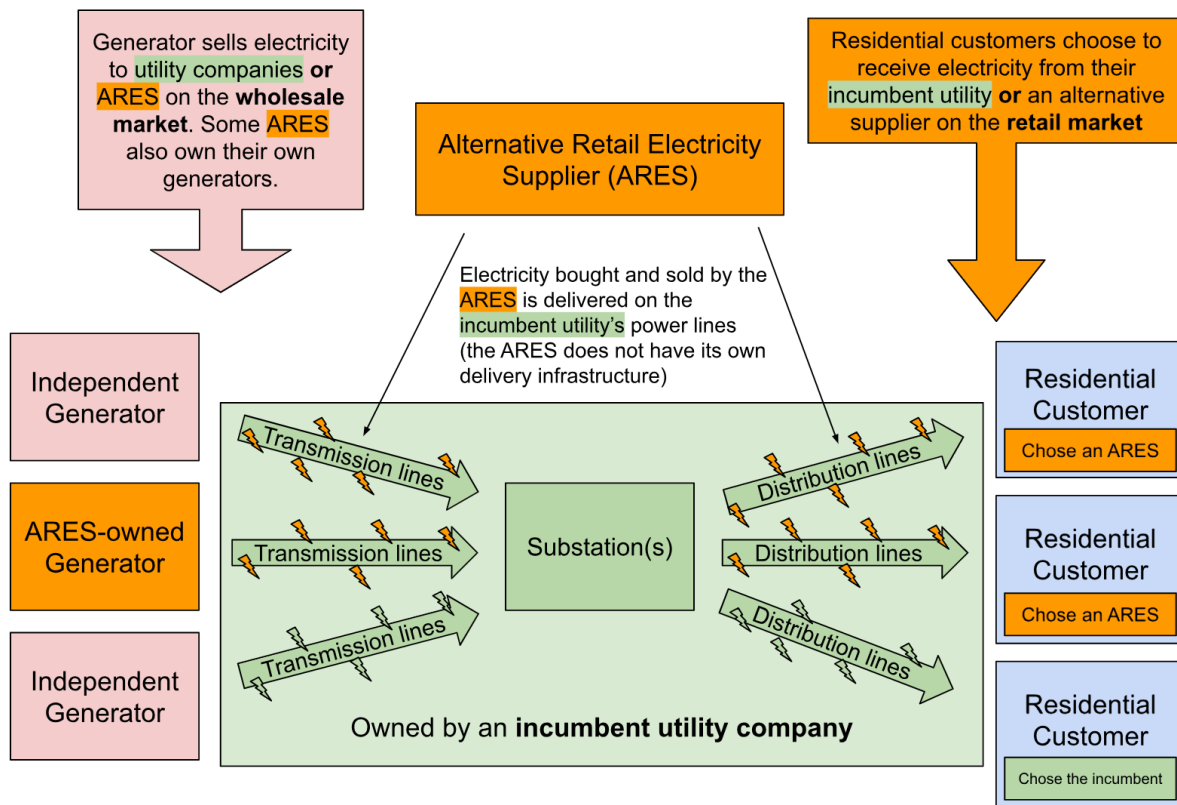 Generator sells electricity
to utility companies or
ARES on the wholesale
market. Some ARES
also own their own
generators.
Alternative Retail Electricity
Supplier (ARES)
Residential customers choose to
receive electricity from their
incumbent utility or an alternative
supplier on the retail market
Electricity bought and sold by the
ARES is delivered on the
incumbent utility’s power lines
(the ARES does not have its own
delivery infrastructure)
Independent
Generator
ARES-owned
Generator
Independent
Generator
Transmission lines
Transmission lines
Transmission lines
Substation(s)
Distribution lines
Distribution lines
Distribution lines
Owned by an incumbent utility company
Residential
Customer
Chose an ARES
Residential
Customer
Chose an ARES
Residential
Customer
Chose the incumbent